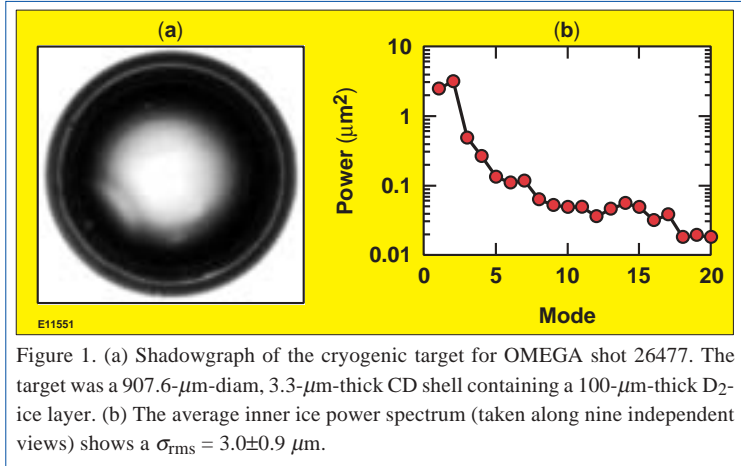 (a)
(b)
Power (μm²)
10
1
0.1
0.01
0
5
10
15
20
Mode
E11551
Figure 1. (a) Shadowgraph of the cryogenic target for OMEGA shot 26477. The
target was a 907.6-μm-diam, 3.3-μm-thick CD shell containing a 100-μm-thick D₂-
ice layer. (b) The average inner ice power spectrum (taken along nine independent
views) shows a σrms = 3.0±0.9 μm.